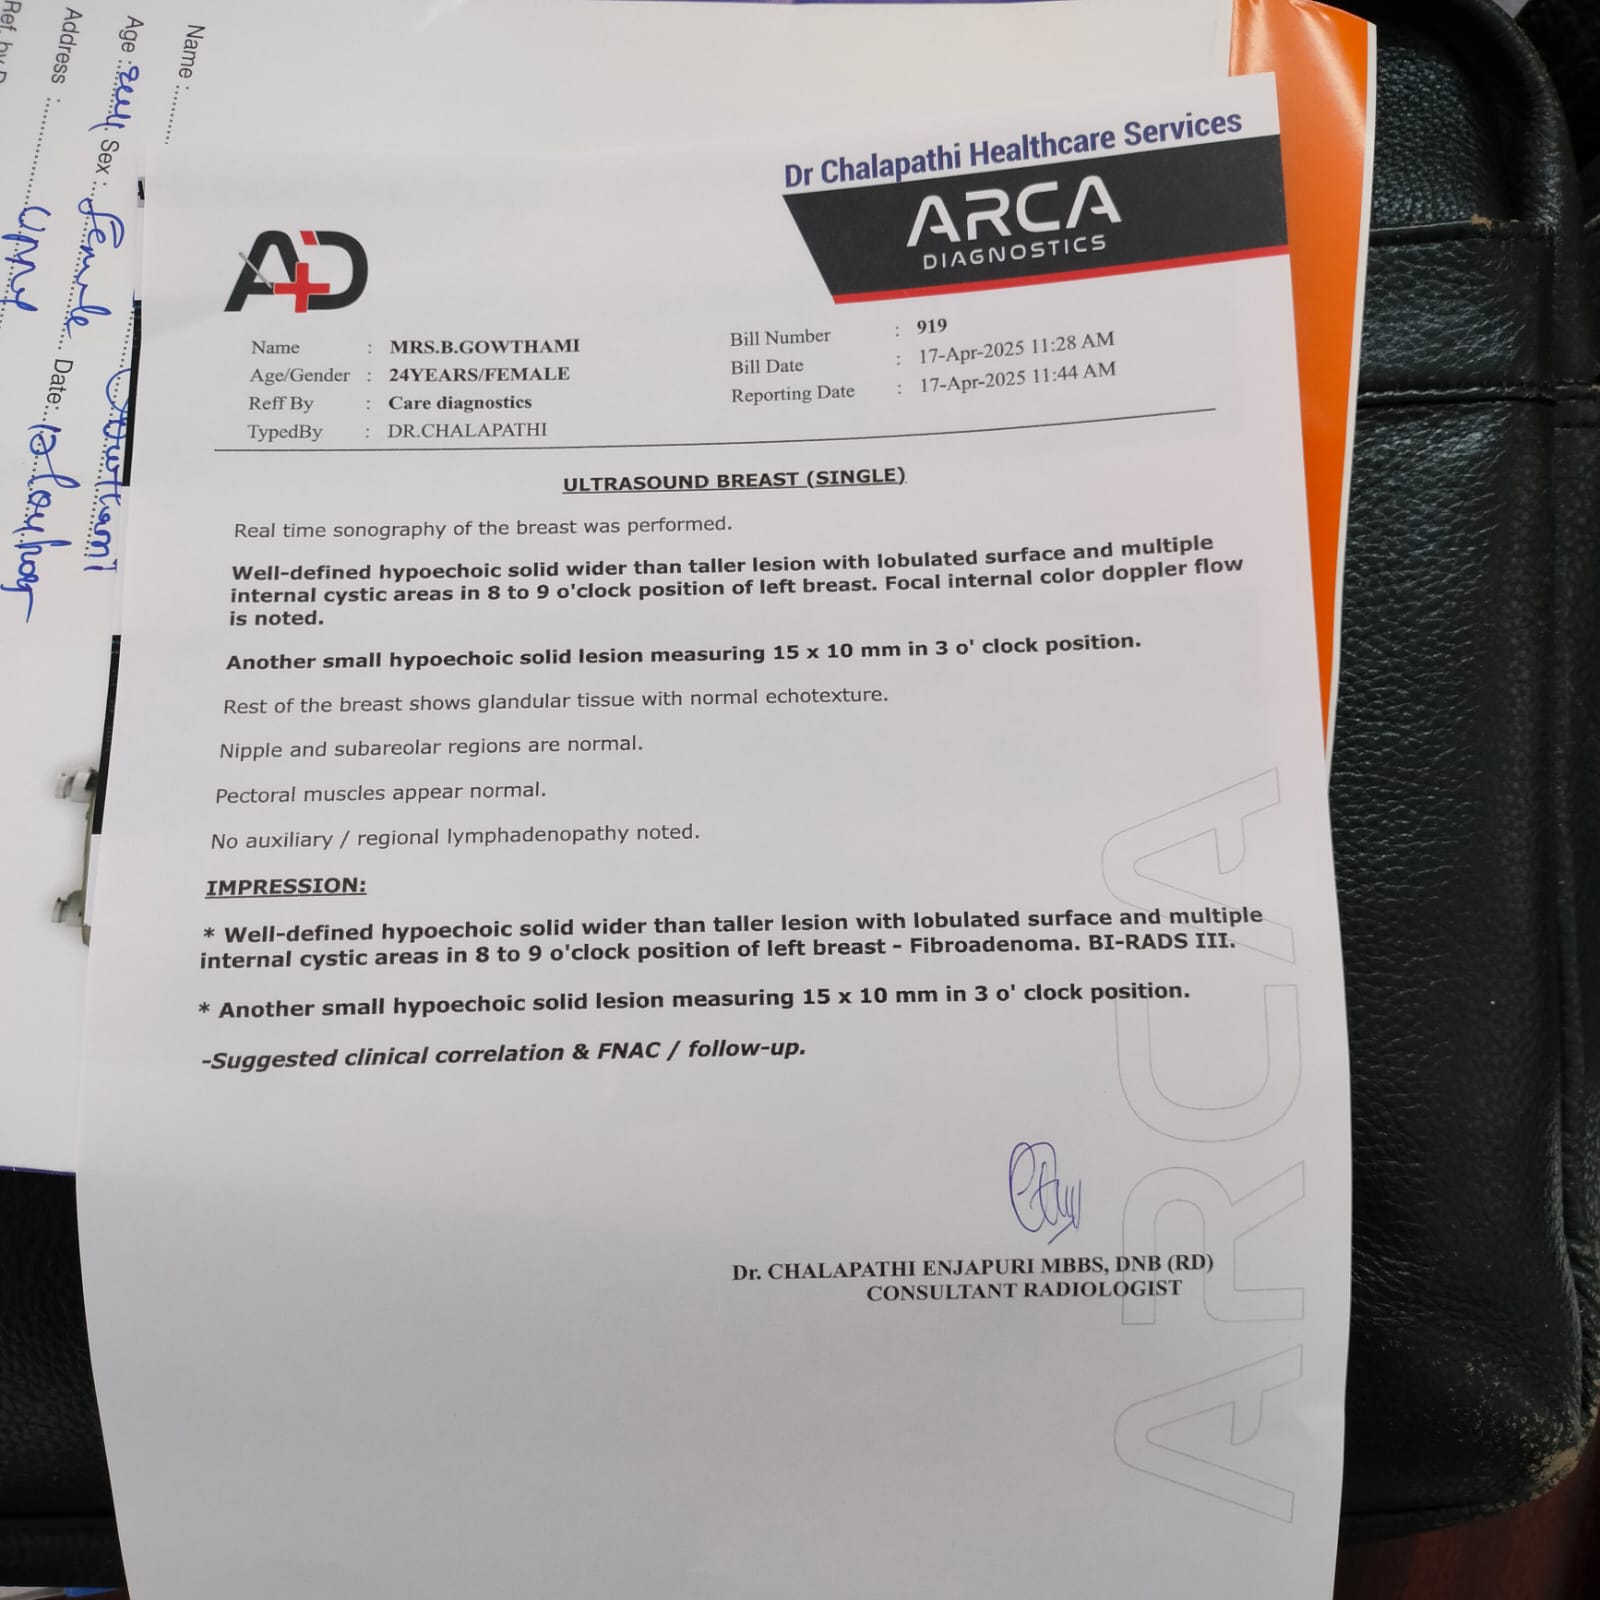 Name :
Age : Sex : Female
Address : Date:
Dr Chalapathi Healthcare Services
ARCA
DIAGNOSTICS
AD
Name : MRS.B.GOWTHAMI
Age/Gender : 24YEARS/FEMALE
Reff By : Care diagnostics
TypedBy : DR.CHALAPATHI
Bill Number : 919
Bill Date : 17-Apr-2025 11:28 AM
Reporting Date : 17-Apr-2025 11:44 AM
ULTRASOUND BREAST (SINGLE)
Real time sonography of the breast was performed.
Well-defined hypoechoic solid wider than taller lesion with lobulated surface and multiple
internal cystic areas in 8 to 9 o'clock position of left breast. Focal internal color doppler flow
is noted.
Another small hypoechoic solid lesion measuring 15 x 10 mm in 3 o' clock position.
Rest of the breast shows glandular tissue with normal echotexture.
Nipple and subareolar regions are normal.
Pectoral muscles appear normal.
No auxiliary / regional lymphadenopathy noted.
IMPRESSION:
* Well-defined hypoechoic solid wider than taller lesion with lobulated surface and multiple
internal cystic areas in 8 to 9 o'clock position of left breast - Fibroadenoma. BI-RADS III.
* Another small hypoechoic solid lesion measuring 15 x 10 mm in 3 o' clock position.
-Suggested clinical correlation & FNAC / follow-up.
Dr. CHALAPATHI ENJAPURI MBBS, DNB (RD)
CONSULTANT RADIOLOGIST
ARCA